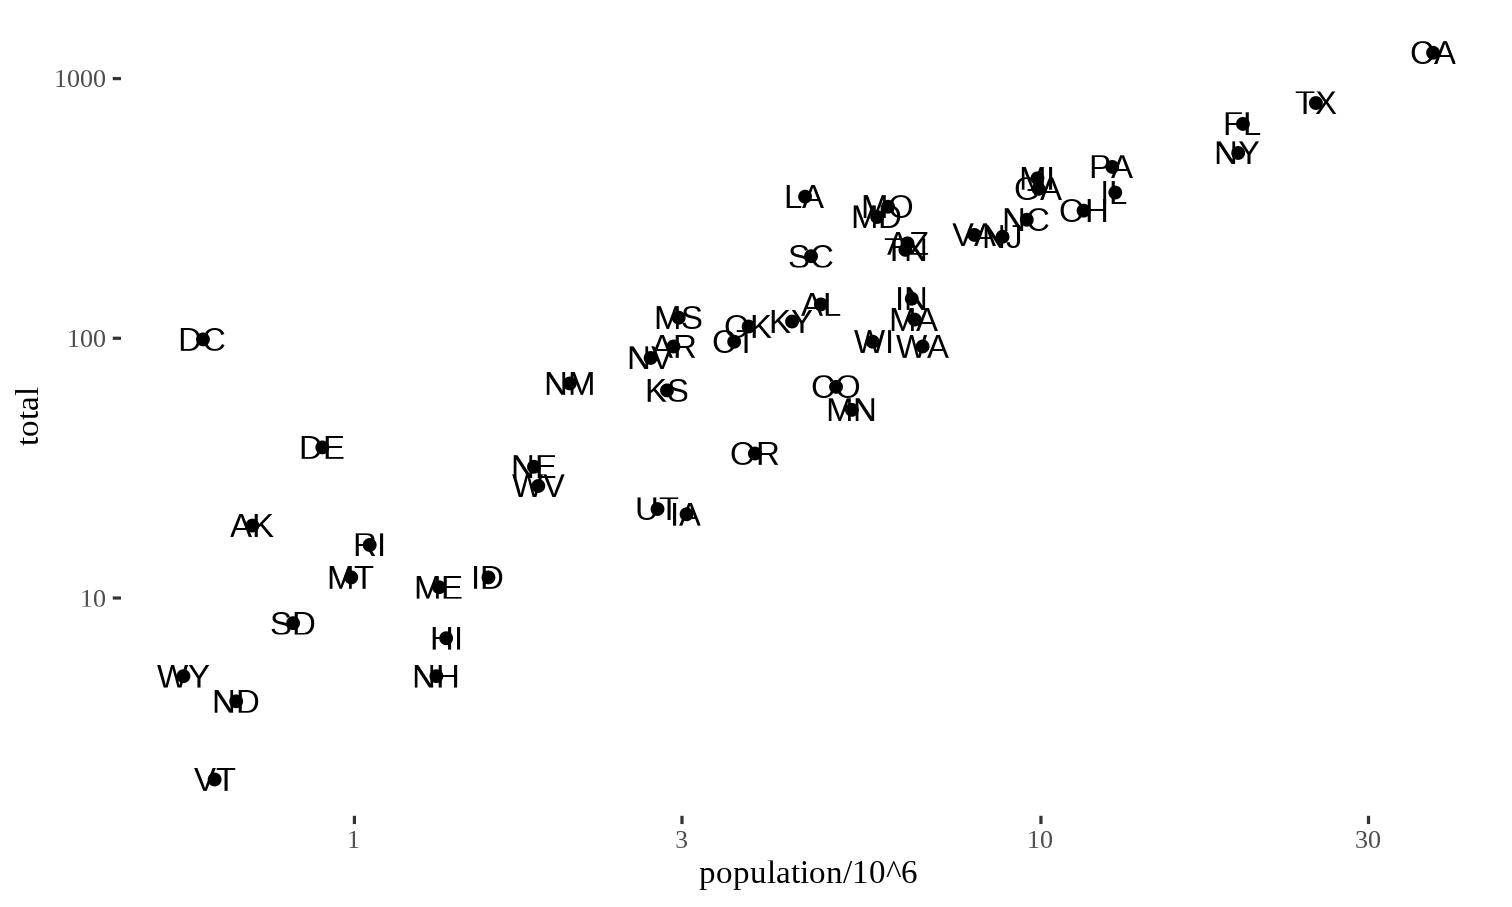 CA
1000
TX
FL
NY
PA
MI
GA
IL
LA
MO
MD
OH
NC
VA
NJ
AZ
TN
SC
IN
AL
MS
MA
KY
OK
100
DC
CT
WI
WA
AR
NV
NM
CO
KS
MN
total
DE
OR
NE
WV
UT
IA
AK
RI
10
MT
ME
ID
SD
HI
WY
NH
ND
VT
1
3
10
30
population/10^6